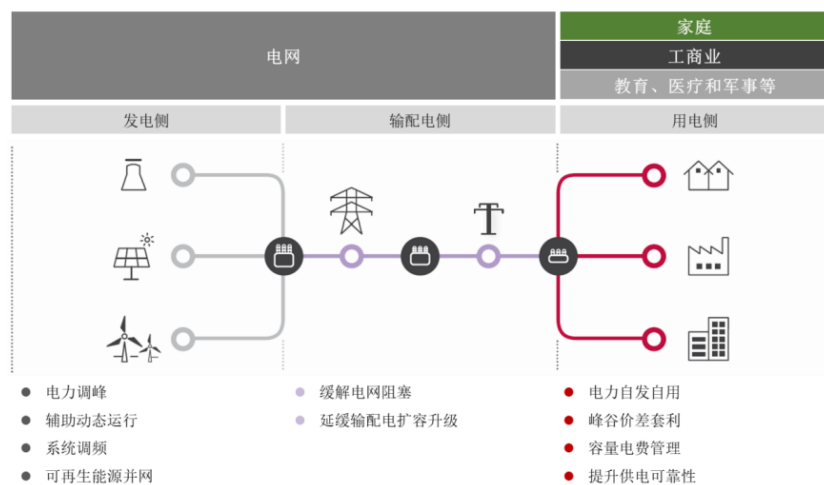 电网
家庭
工商业
教育、医疗和军事等
发电侧
输配电侧
用电侧
电力调峰
辅助动态运行
系统调频
可再生能源并网
缓解电网阻塞
延缓输配电扩容升级
电力自发自用
峰谷价差套利
容量电费管理
提升供电可靠性